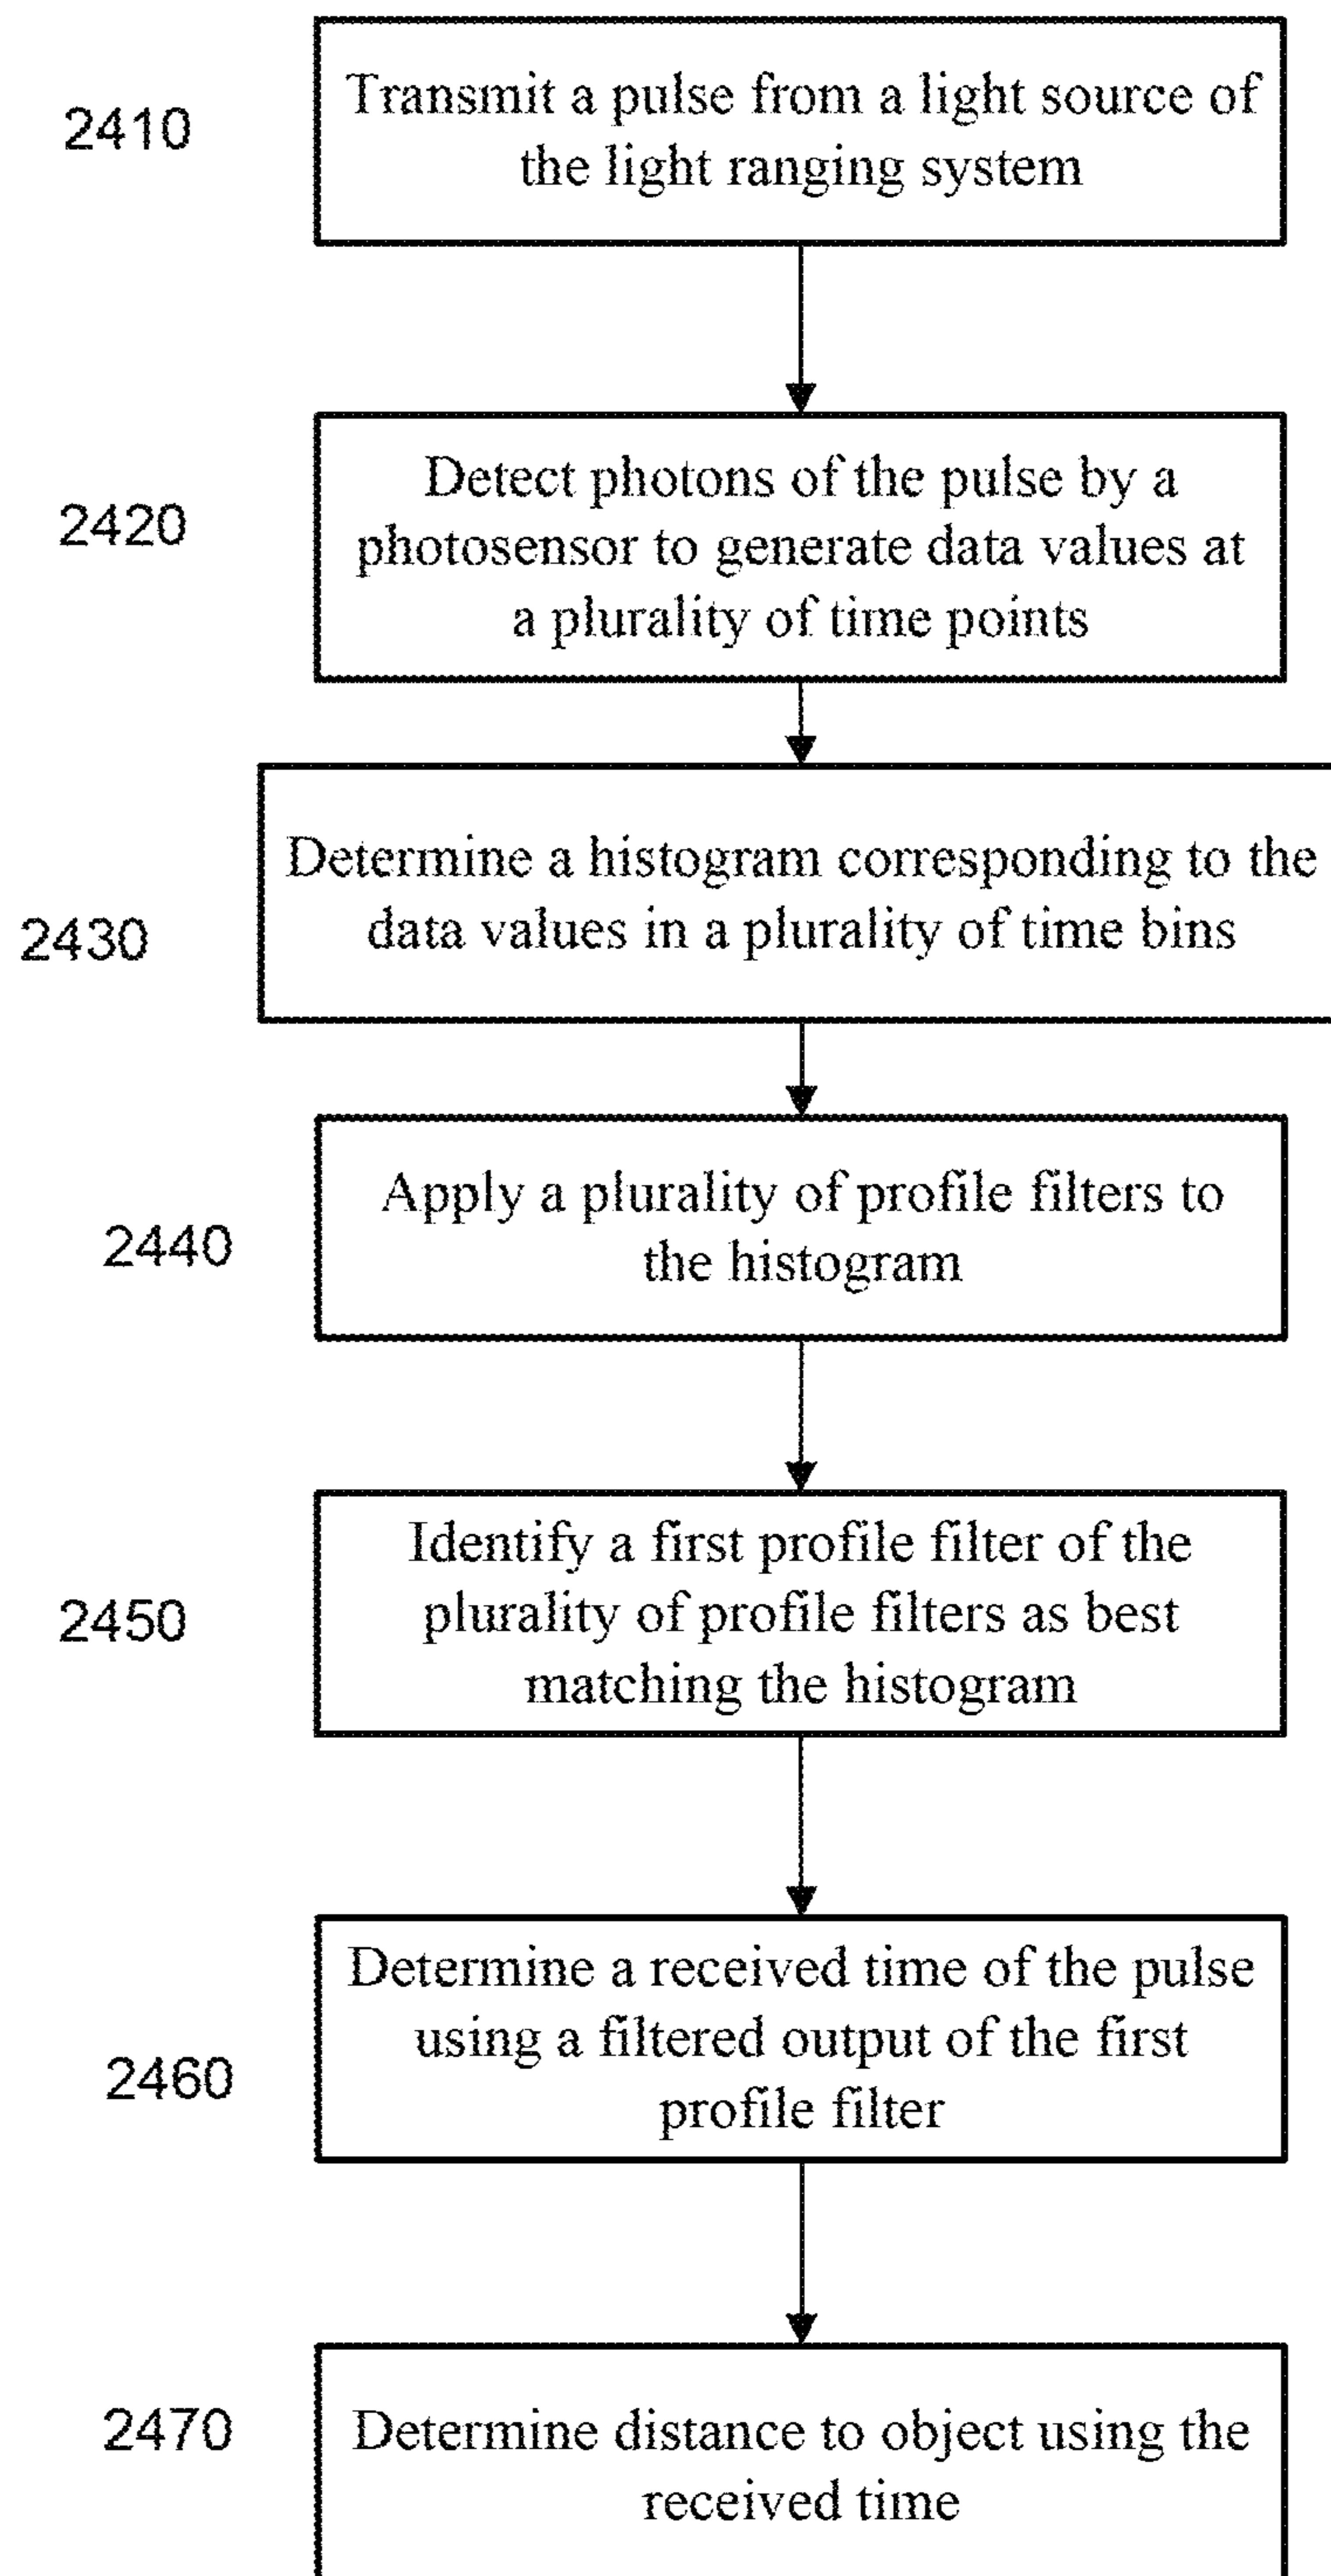 2410
Transmit a pulse from a light source of
the light ranging system
2420
Detect photons of the pulse by a
photosensor to generate data values at
a plurality of time points
2430
Determine a histogram corresponding to the
data values in a plurality of time bins
2440
Apply a plurality of profile filters to
the histogram
2450
Identify a first profile filter of the
plurality of profile filters as best
matching the histogram
2460
Determine a received time of the pulse
using a filtered output of the first
profile filter
2470
Determine distance to object using the
received time